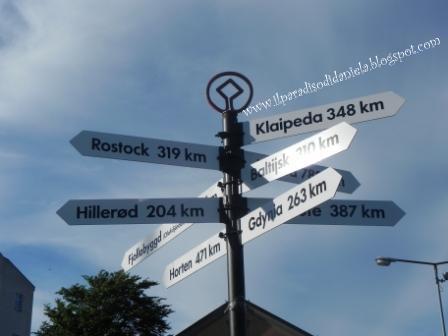 www.ilparadisodidaniela.blogspot.com
Klaipeda 348 km
Rostock 319 km
Baltijsk 310 km
Hillerød 204 km
Gdynia 263 km
387 km
Fjollebyggd
Horten 471 km